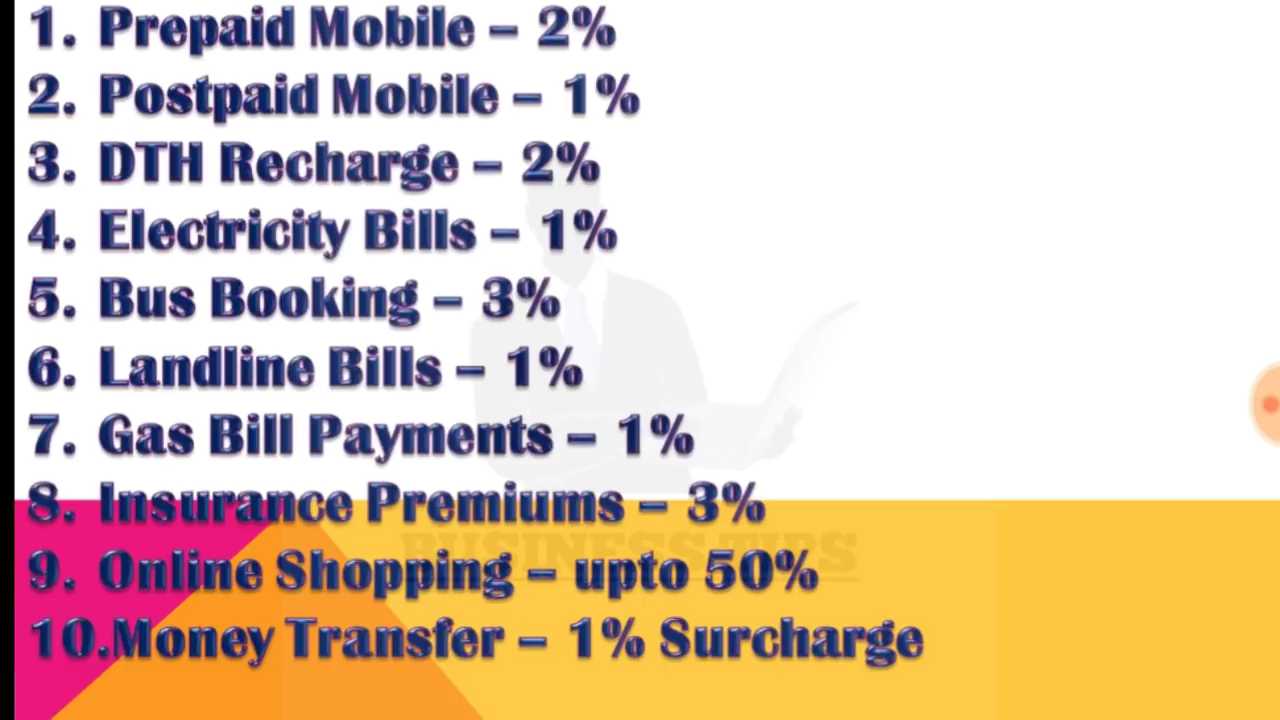 1. Prepaid Mobile – 2%
2. Postpaid Mobile – 1%
3. DTH Recharge – 2%
4. Electricity Bills – 1%
5. Bus Booking – 3%
6. Landline Bills – 1%
7. Gas Bill Payments – 1%
8. Insurance Premiums – 3%
BUSINESS TIPS
9. Online Shopping – upto 50%
10.Money Transfer – 1% Surcharge